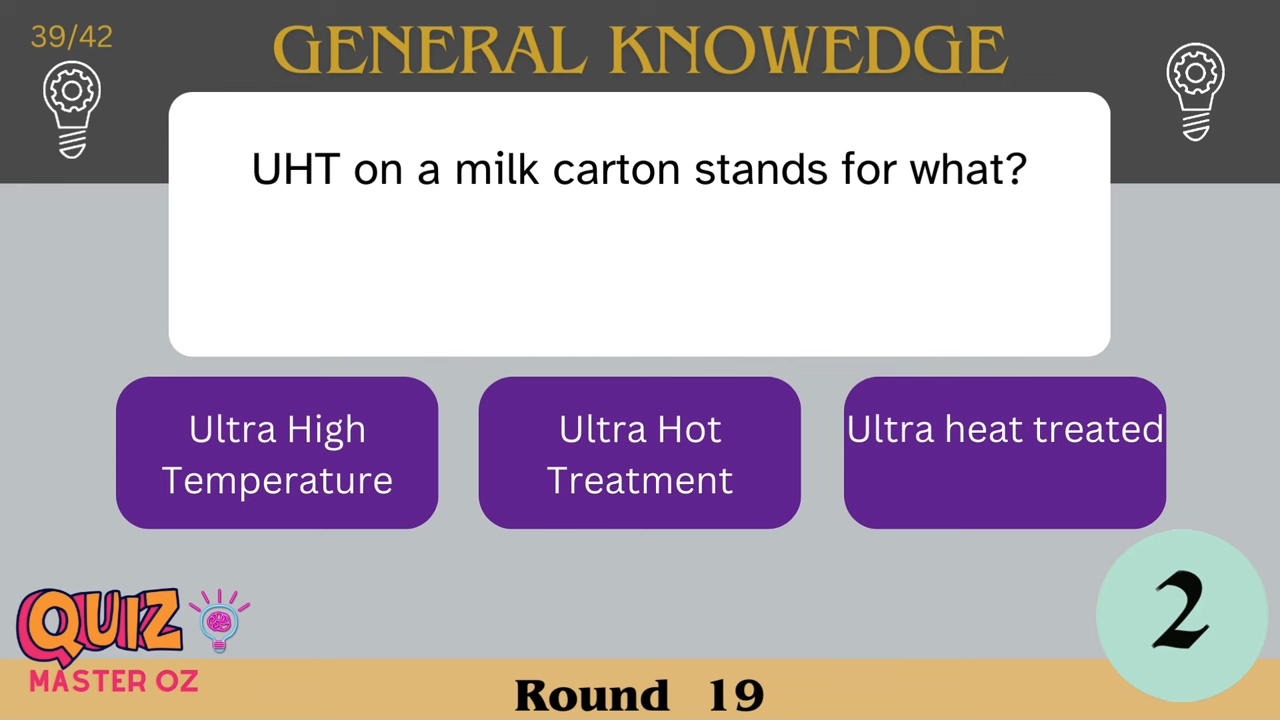 39/42
GENERAL KNOWEDGE
UHT on a milk carton stands for what?
Ultra High
Temperature
Ultra Hot
Treatment
Ultra heat treated
2
QUIZ
MASTER OZ
Round 19